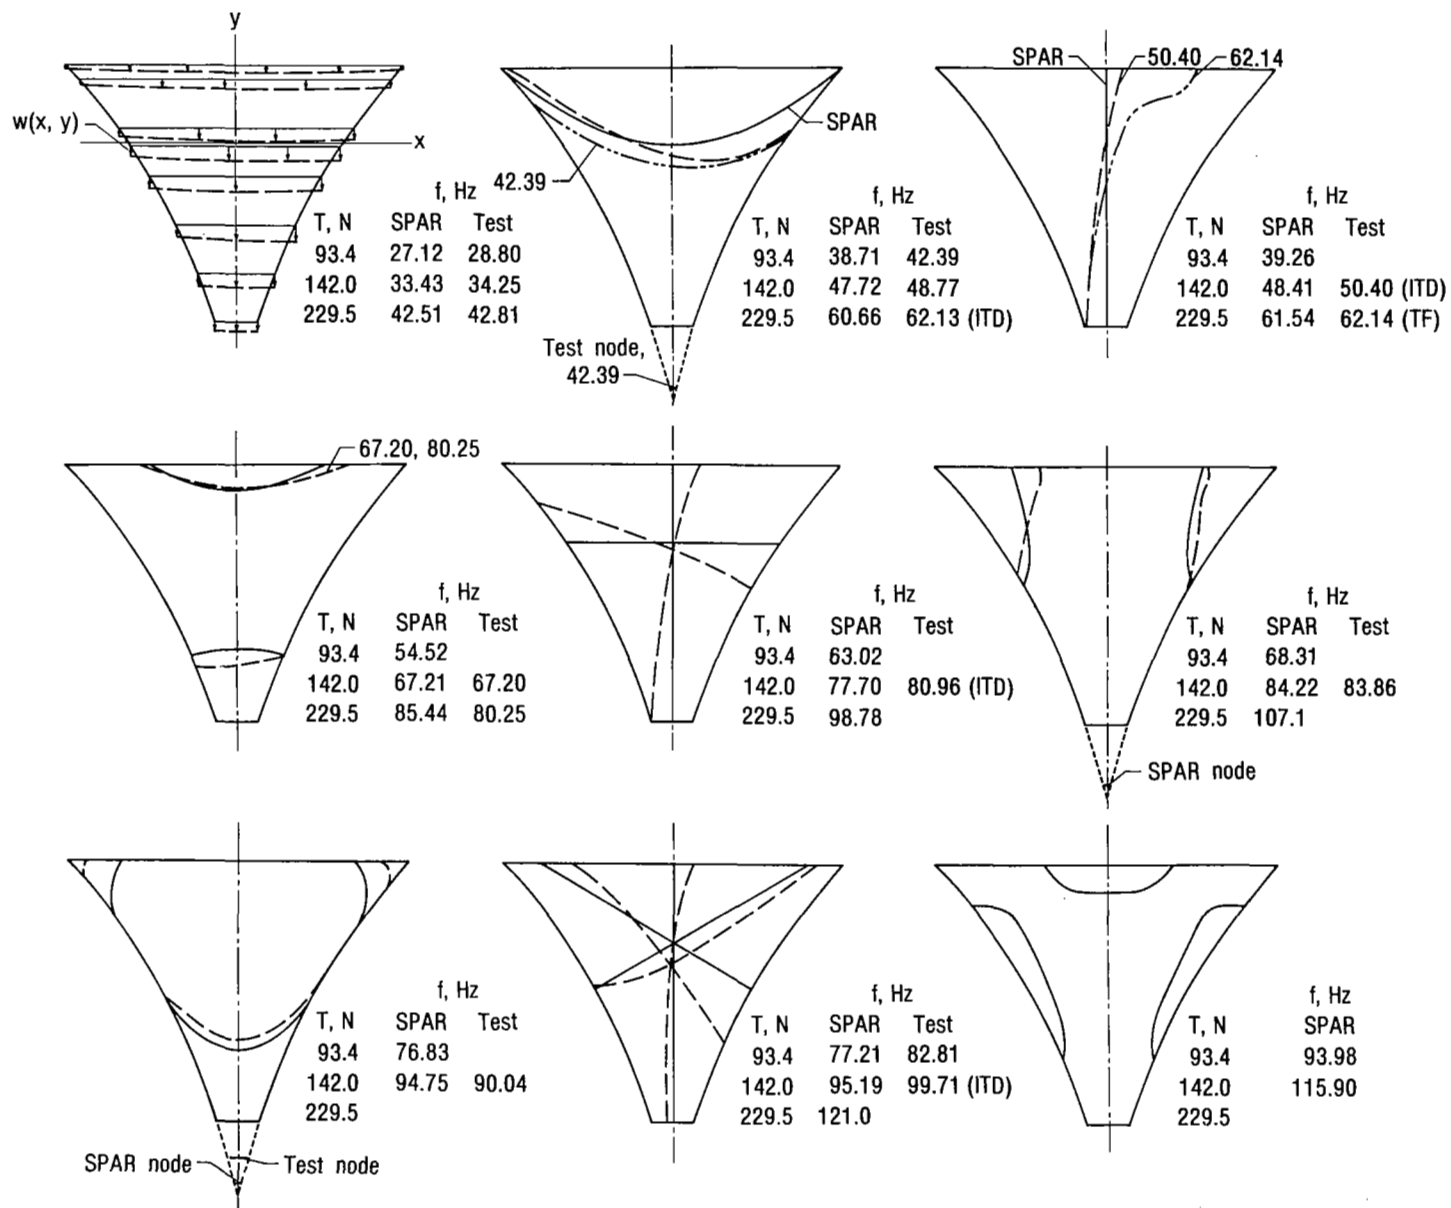 y
w(x, y)
x
f, Hz
T, N SPAR Test
93.4 27.12 28.80
142.0 33.43 34.25
229.5 42.51 42.81
SPAR
42.39
f, Hz
T, N SPAR Test
93.4 38.71 42.39
142.0 47.72 48.77
229.5 60.66 62.13 (ITD)
Test node,
42.39
SPAR 50.40 62.14
f, Hz
T, N SPAR Test
93.4 39.26
142.0 48.41 50.40 (ITD)
229.5 61.54 62.14 (TF)
67.20, 80.25
f, Hz
T, N SPAR Test
93.4 54.52
142.0 67.21 67.20
229.5 85.44 80.25
f, Hz
T, N SPAR Test
93.4 63.02
142.0 77.70 80.96 (ITD)
229.5 98.78
f, Hz
T, N SPAR Test
93.4 68.31
142.0 84.22 83.86
229.5 107.1
SPAR node
f, Hz
T, N SPAR Test
93.4 76.83
142.0 94.75 90.04
229.5
SPAR node Test node
f, Hz
T, N SPAR Test
93.4 77.21 82.81
142.0 95.19 99.71 (ITD)
229.5 121.0
f, Hz
T, N SPAR
93.4 93.98
142.0 115.90
229.5